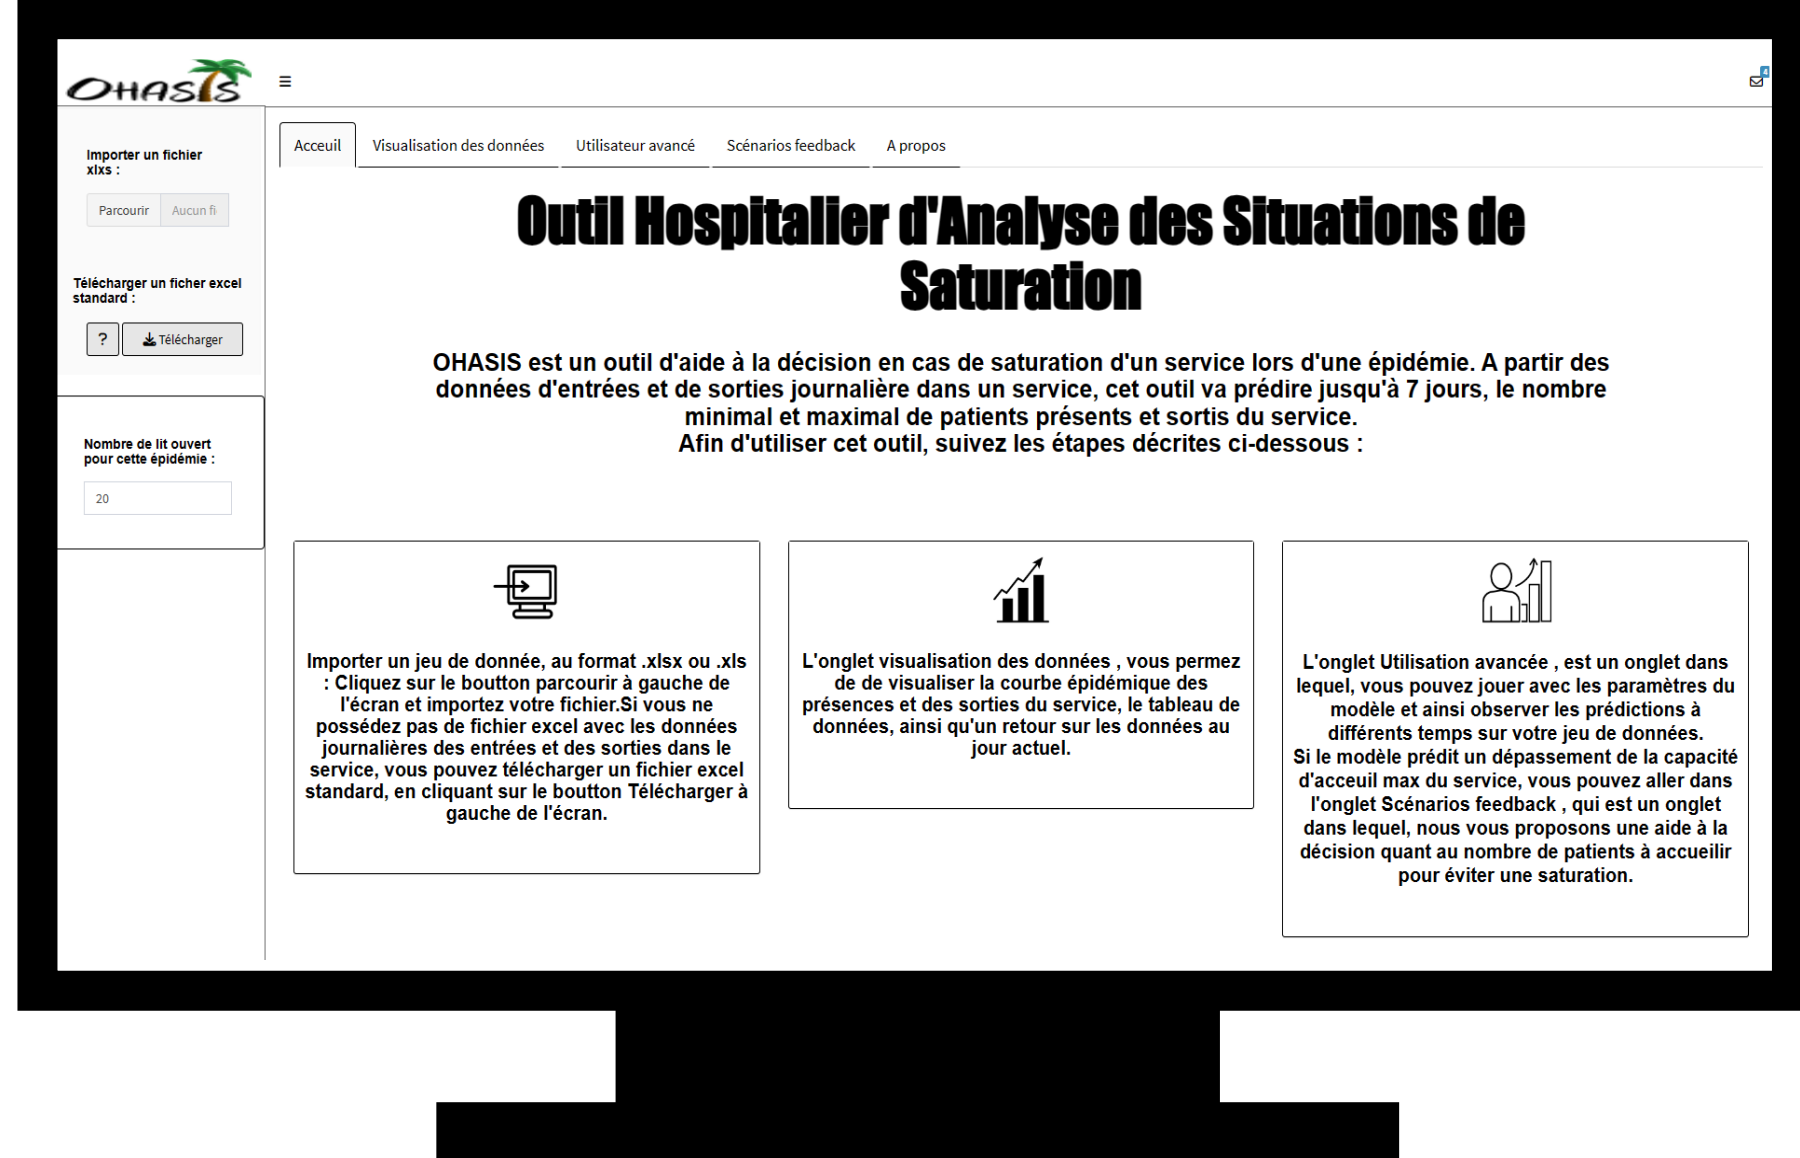 OHASIS
4
Importer un fichier
xlxs :
Parcourir Aucun fi
Télécharger un ficher excel
standard :
? Télécharger
Nombre de lit ouvert
pour cette épidémie :
20
Acceuil Visualisation des données Utilisateur avancé Scénarios feedback A propos
Outil Hospitalier d'Analyse des Situations de
Saturation
OHASIS est un outil d'aide à la décision en cas de saturation d'un service lors d'une épidémie. A partir des
données d'entrées et de sorties journalière dans un service, cet outil va prédire jusqu'à 7 jours, le nombre
minimal et maximal de patients présents et sortis du service.
Afin d'utiliser cet outil, suivez les étapes décrites ci-dessous :
Importer un jeu de donnée, au format .xlsx ou .xls
: Cliquez sur le boutton parcourir à gauche de
l'écran et importez votre fichier.Si vous ne
possédez pas de fichier excel avec les données
journalières des entrées et des sorties dans le
service, vous pouvez télécharger un fichier excel
standard, en cliquant sur le boutton Télécharger à
gauche de l'écran.
L'onglet visualisation des données , vous permez
de de visualiser la courbe épidémique des
présences et des sorties du service, le tableau de
données, ainsi qu'un retour sur les données au
jour actuel.
L'onglet Utilisation avancée , est un onglet dans
lequel, vous pouvez jouer avec les paramètres du
modèle et ainsi observer les prédictions à
différents temps sur votre jeu de données.
Si le modèle prédit un dépassement de la capacité
d'acceuil max du service, vous pouvez aller dans
l'onglet Scénarios feedback , qui est un onglet
dans lequel, nous vous proposons une aide à la
décision quant au nombre de patients à accueilir
pour éviter une saturation.